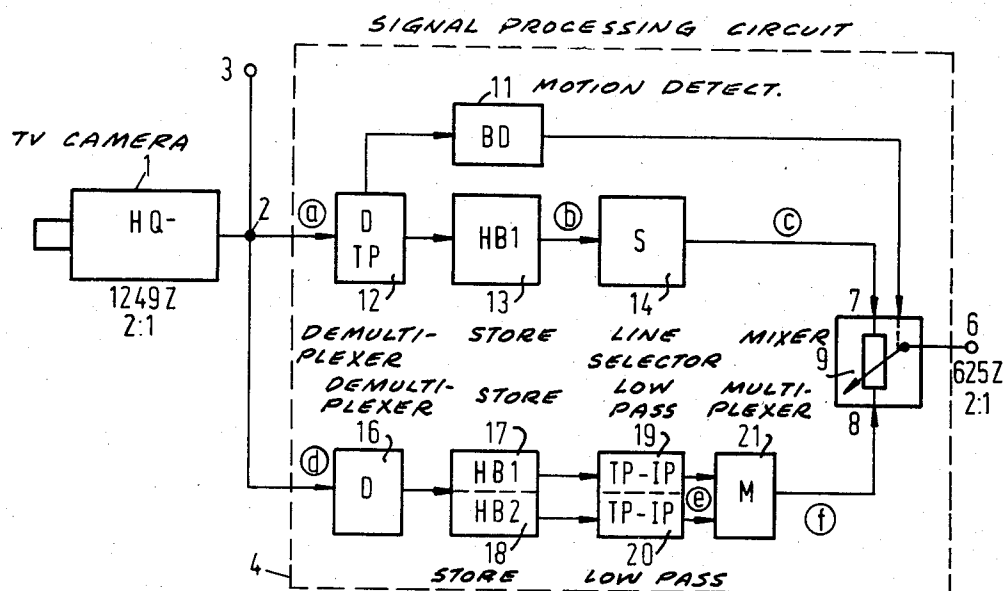 SIGNAL PROCESSING CIRCUIT
3
11 MOTION DETECT.
BD
TV CAMERA
1
HQ-
2
1249Z
2:1
ⓐ
D
TP
12
HB1
13
ⓑ
S
14
ⓒ
DEMULTI-
PLEXER
STORE
LINE
SELECTOR
MIXER
7
9
6
625Z
2:1
8
DEMULTI-
PLEXER
16
STORE
17
LOW
PASS
19
MULTI-
PLEXER
21
ⓓ
D
HB1
HB2
18
TP-IP
TP-IP
20
ⓔ
M
ⓕ
4
STORE
LOW PASS